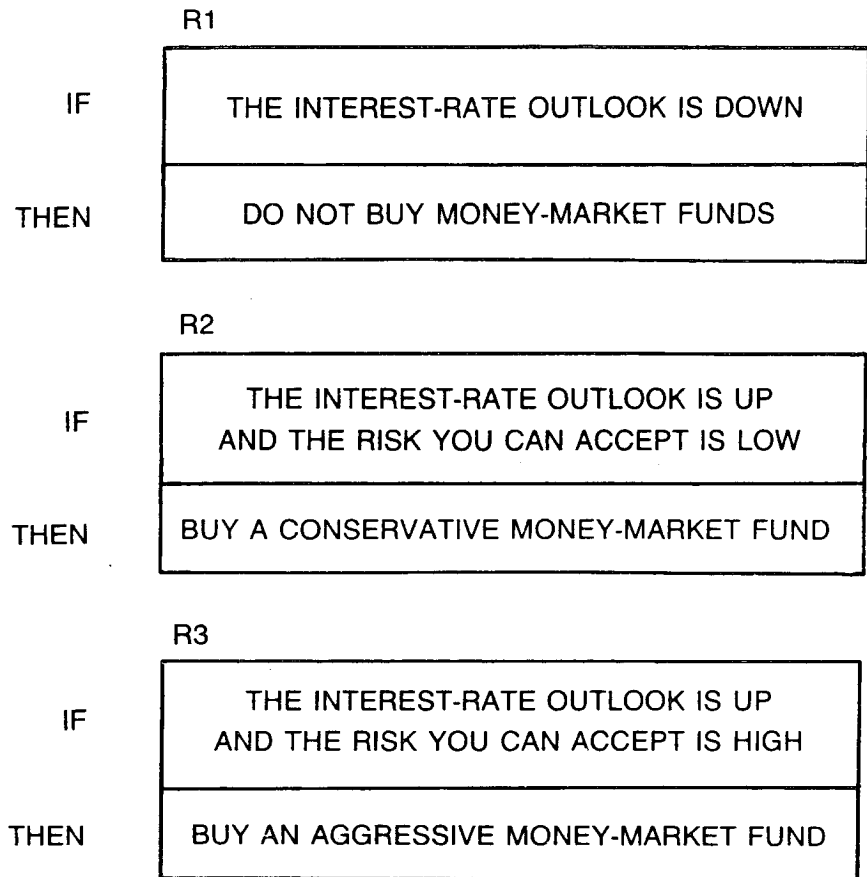 R1
IF
THE INTEREST-RATE OUTLOOK IS DOWN
THEN
DO NOT BUY MONEY-MARKET FUNDS
R2
IF
THE INTEREST-RATE OUTLOOK IS UP
AND THE RISK YOU CAN ACCEPT IS LOW
THEN
BUY A CONSERVATIVE MONEY-MARKET FUND
R3
IF
THE INTEREST-RATE OUTLOOK IS UP
AND THE RISK YOU CAN ACCEPT IS HIGH
THEN
BUY AN AGGRESSIVE MONEY-MARKET FUND